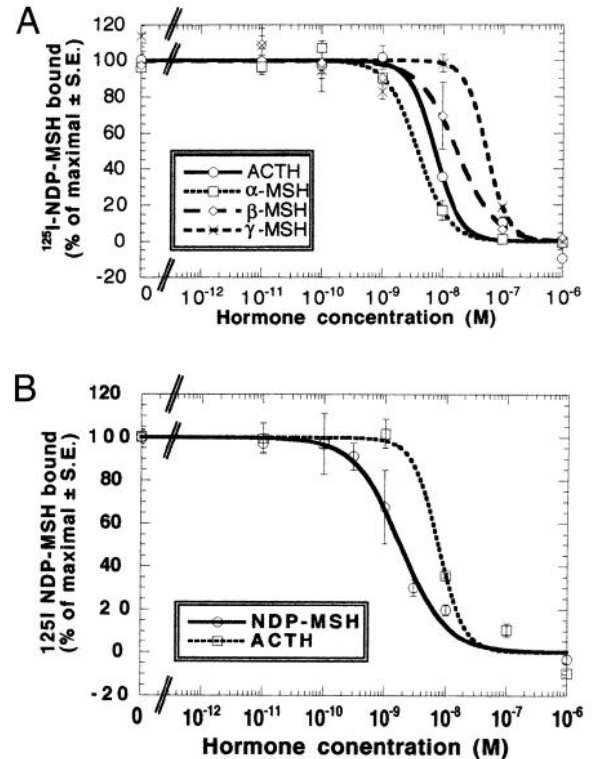 A
¹²⁵I-NDP-MSH bound
(% of maximal ± S.E.)
120
100
80
60
40
20
0
-20
ACTH
α-MSH
β-MSH
γ-MSH
0 10⁻¹² 10⁻¹¹ 10⁻¹⁰ 10⁻⁹ 10⁻⁸ 10⁻⁷ 10⁻⁶
Hormone concentration (M)
B
125I NDP-MSH bound
(% of maximal ± S.E.)
120
100
80
60
40
20
0
-20
NDP-MSH
ACTH
0 10⁻¹² 10⁻¹¹ 10⁻¹⁰ 10⁻⁹ 10⁻⁸ 10⁻⁷ 10⁻⁶
Hormone conentration (M)